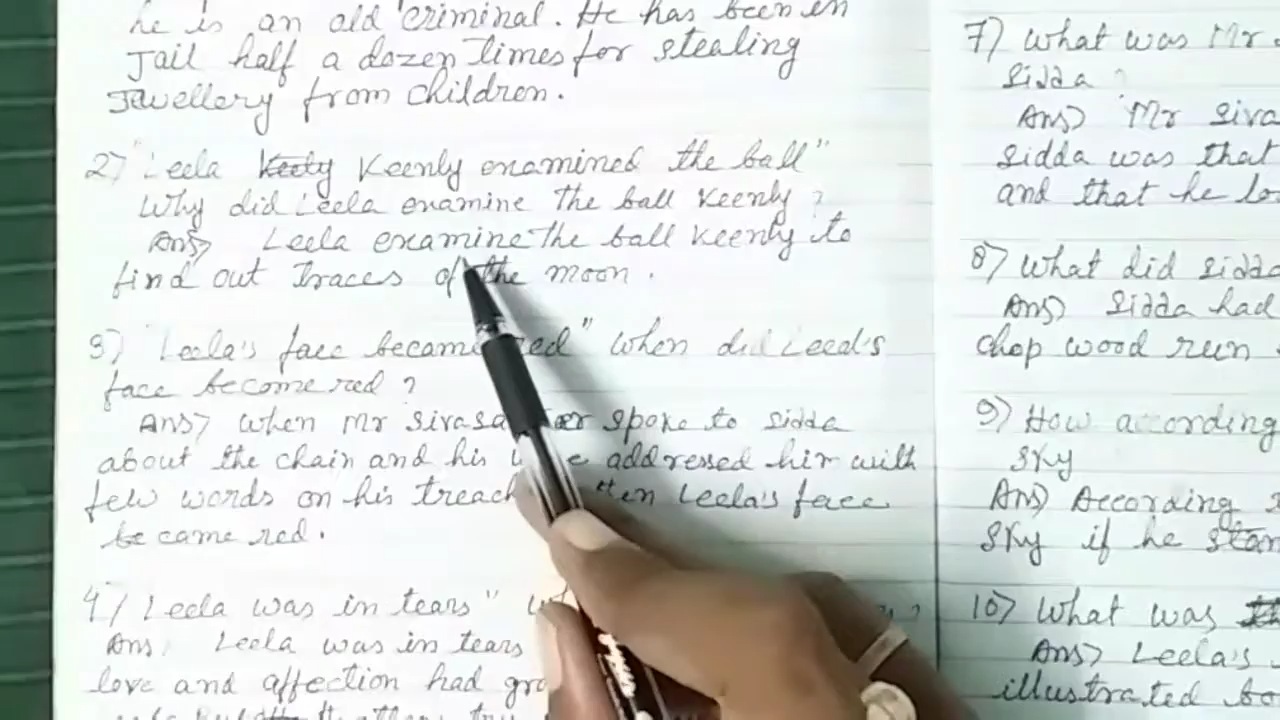 he is an old criminal. He has been in
Jail half a dozen Times for stealing
Jewellery from children.
2) "Leela Keenly examined the ball"
Why did Leela examine the ball keenly?
Ans) Leela examine the ball keenly to
find out Traces of the moon.
3) "Leela's face became red" when did Leela's
face become red?
Ans) when Mr sivasa spoke to sidda
about the chain and his addressed him with
few words on his Leela's face
became red.
4) Leela was in tears"
Ans) Leela was in tears
love and affection had
7) What was Mr
Sidda?
Ans) Mr Siva
Sidda was that
and that he
8) What did sidda
Ans) Sidda had
chop wood run
9) How according
sky
Ans) According
sky if he
10) What was
Ans) Leela's
illustrated